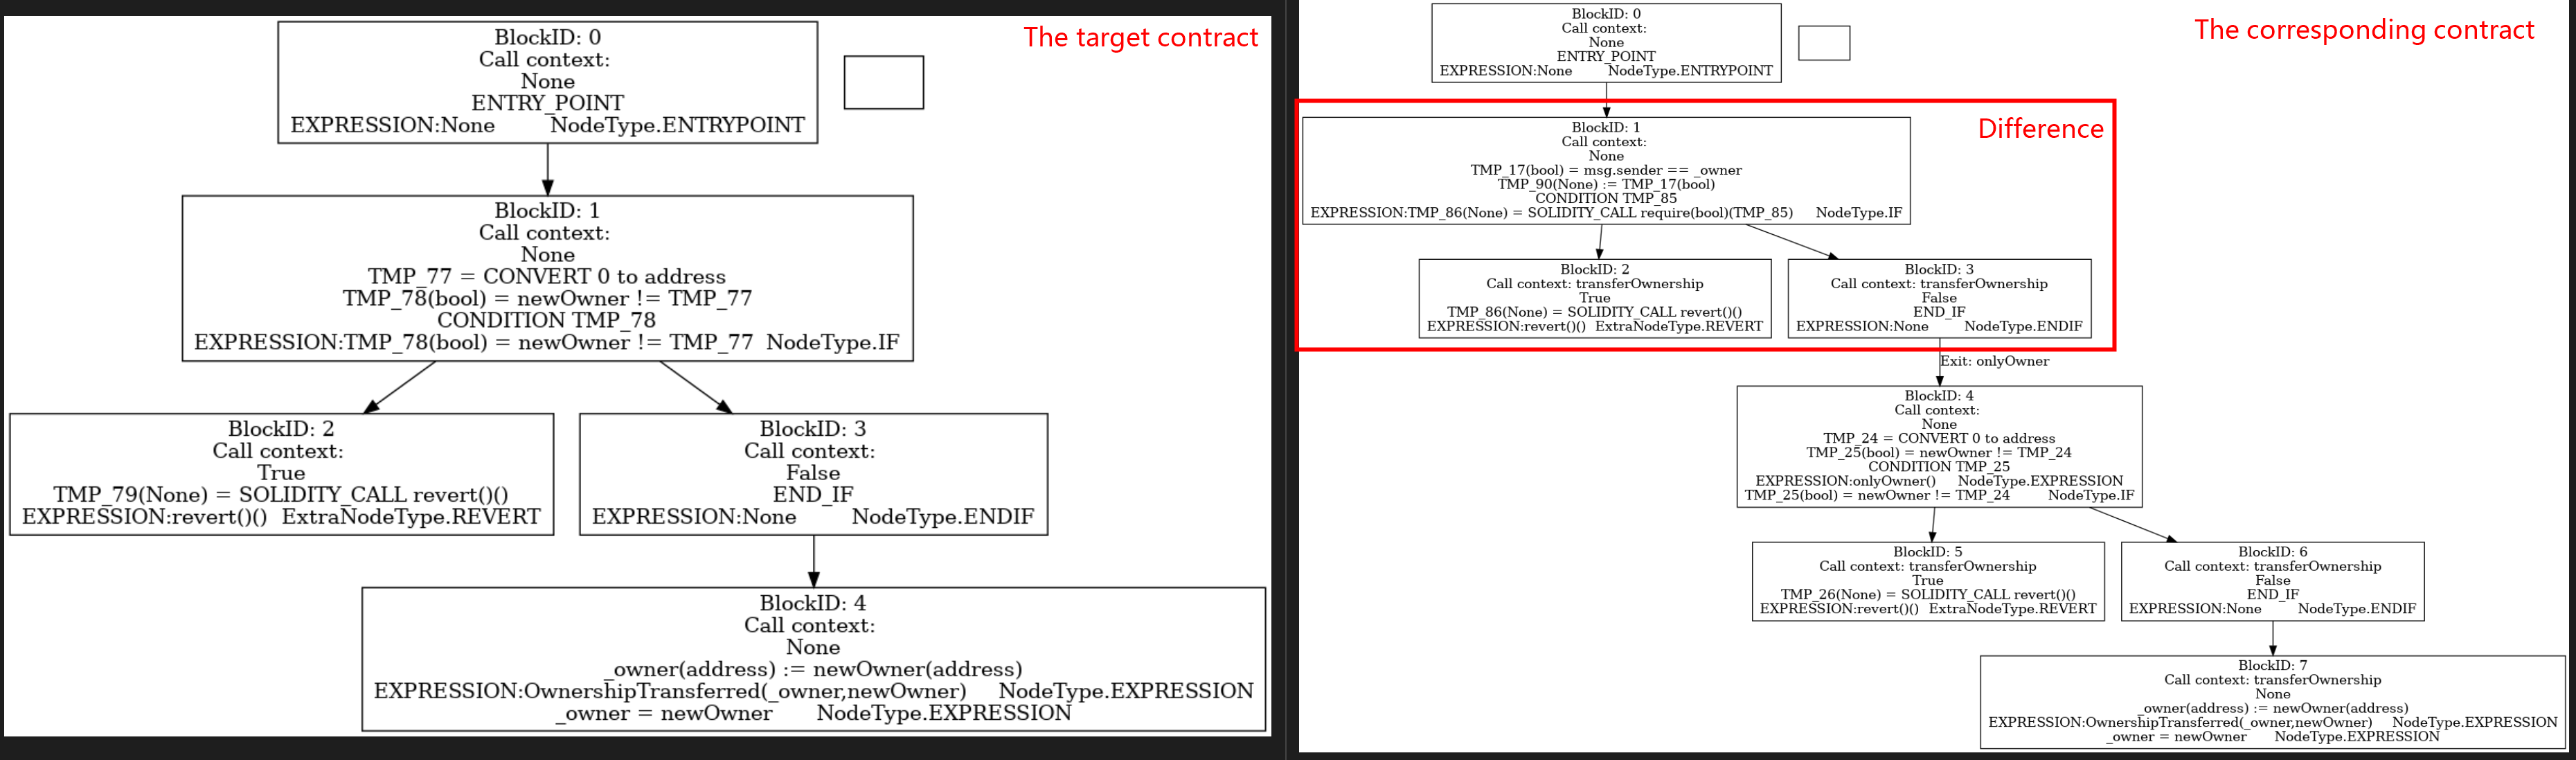 The target contract
BlockID: 0
Call context:
None
ENTRY_POINT
EXPRESSION:None NodeType.ENTRYPOINT
BlockID: 1
Call context:
None
TMP_77 = CONVERT 0 to address
TMP_78(bool) = newOwner != TMP_77
CONDITION TMP_78
EXPRESSION:TMP_78(bool) = newOwner != TMP_77 NodeType.IF
BlockID: 2
Call context:
True
TMP_79(None) = SOLIDITY_CALL revert()()
EXPRESSION:revert()() ExtraNodeType.REVERT
BlockID: 3
Call context:
False
END_IF
EXPRESSION:None NodeType.ENDIF
BlockID: 4
Call context:
None
_owner(address) := newOwner(address)
EXPRESSION:OwnershipTransferred(_owner,newOwner) NodeType.EXPRESSION
_owner = newOwner NodeType.EXPRESSION
The corresponding contract
BlockID: 0
Call context:
None
ENTRY_POINT
EXPRESSION:None NodeType.ENTRYPOINT
Difference
BlockID: 1
Call context:
None
TMP_17(bool) = msg.sender == _owner
TMP_90(None) := TMP_17(bool)
CONDITION TMP_85
EXPRESSION:TMP_86(None) = SOLIDITY_CALL require(bool)(TMP_85) NodeType.IF
BlockID: 2
Call context: transferOwnership
True
TMP_86(None) = SOLIDITY_CALL revert()()
EXPRESSION:revert()() ExtraNodeType.REVERT
BlockID: 3
Call context: transferOwnership
False
END_IF
EXPRESSION:None NodeType.ENDIF
Exit: onlyOwner
BlockID: 4
Call context:
None
TMP_24 = CONVERT 0 to address
TMP_25(bool) = newOwner != TMP_24
CONDITION TMP_25
EXPRESSION:onlyOwner() NodeType.EXPRESSION
TMP_25(bool) = newOwner != TMP_24 NodeType.IF
BlockID: 5
Call context: transferOwnership
True
TMP_26(None) = SOLIDITY_CALL revert()()
EXPRESSION:revert()() ExtraNodeType.REVERT
BlockID: 6
Call context: transferOwnership
False
END_IF
EXPRESSION:None NodeType.ENDIF
BlockID: 7
Call context: transferOwnership
None
_owner(address) := newOwner(address)
EXPRESSION:OwnershipTransferred(_owner,newOwner) NodeType.EXPRESSION
_owner = newOwner NodeType.EXPRESSION